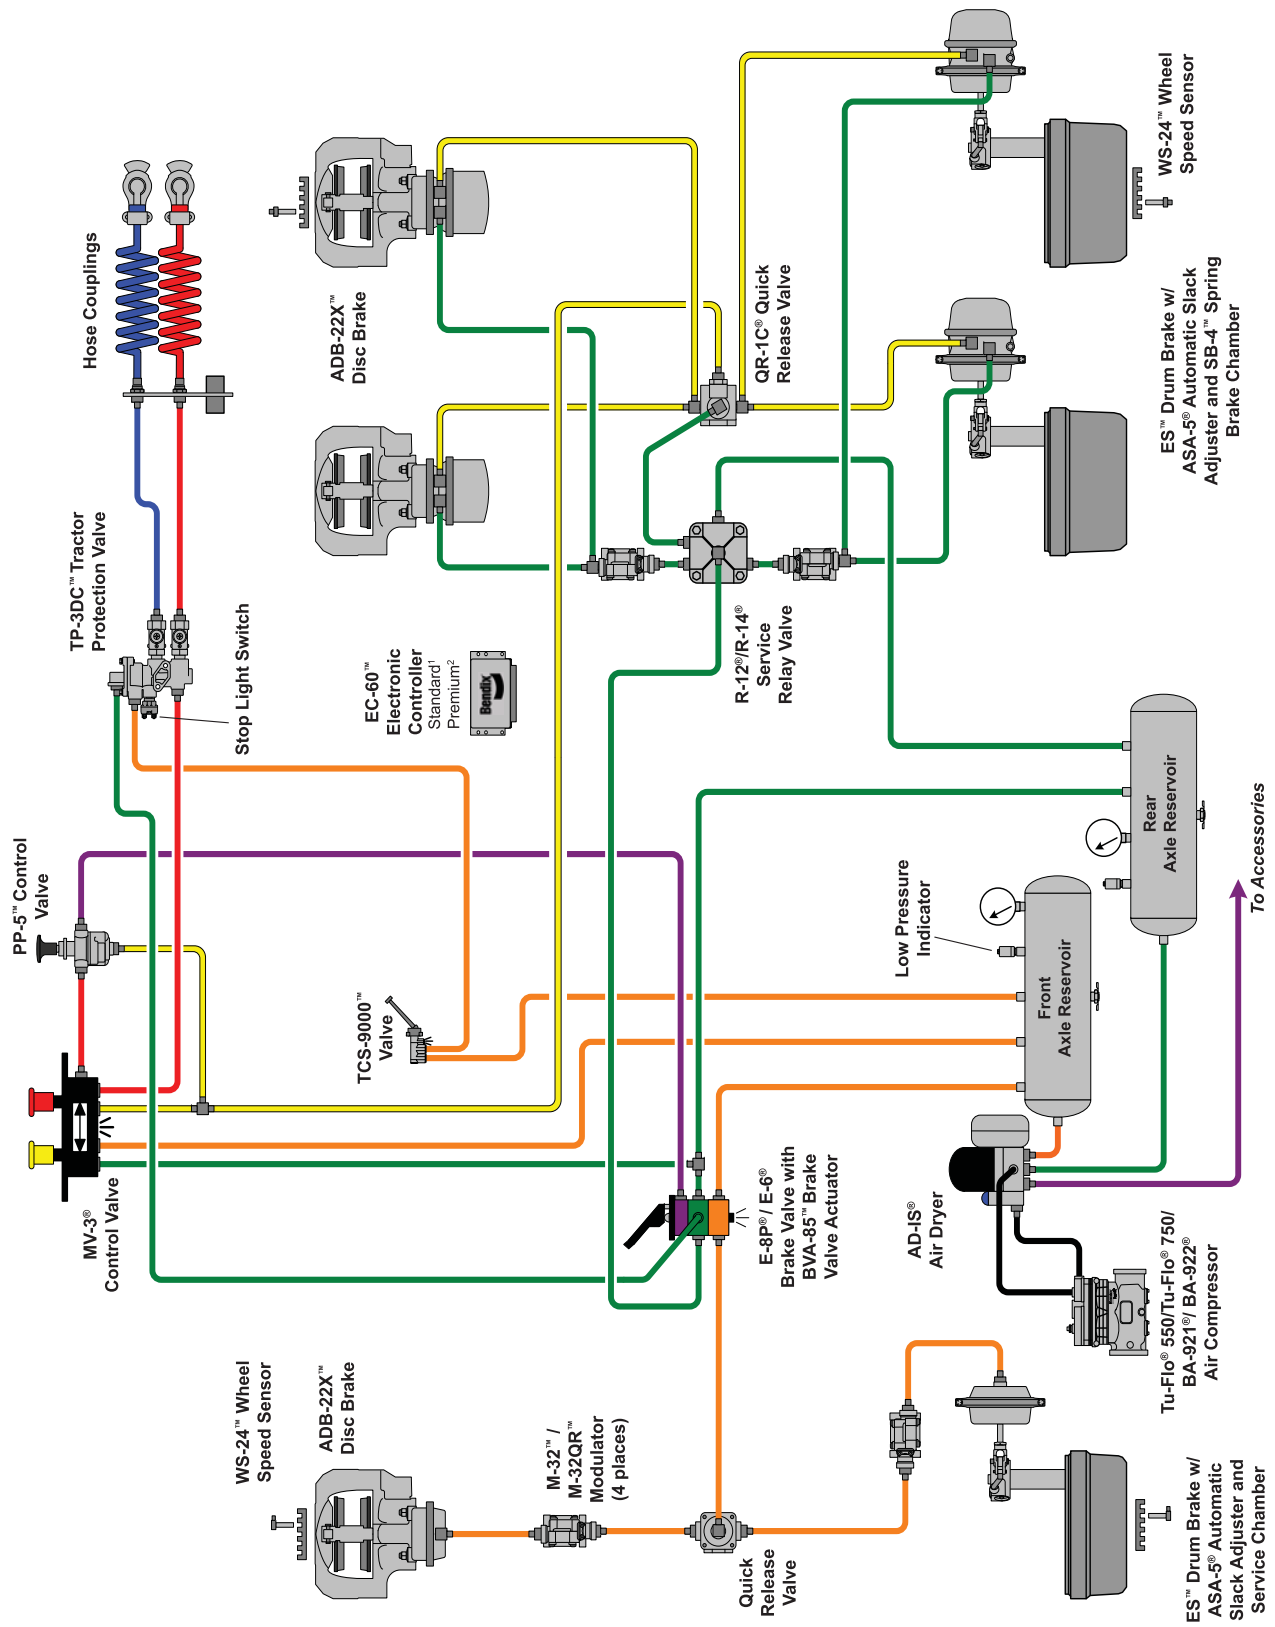 Hose Couplings
TP-3DC™ Tractor
Protection Valve
Stop Light Switch
PP-5™ Control
Valve
MV-3®
Control Valve
WS-24™ Wheel
Speed Sensor
ADB-22X™
Disc Brake
ADB-22X™
Disc Brake
EC-60™
Electronic
Controller
Standard¹
Premium²
Bendix
TCS-9000™
Valve
M-32™ /
M-32QR™
Modulator
(4 places)
Quick
Release
Valve
E-8P® / E-6®
Brake Valve with
BVA-85™ Brake
Valve Actuator
R-12®/R-14®
Service
Relay Valve
QR-1C® Quick
Release Valve
Low Pressure
Indicator
AD-IS®
Air Dryer
Front
Axle Reservoir
Rear
Axle Reservoir
To Accessories
Tu-Flo® 550/Tu-Flo® 750/
BA-921®/ BA-922®
Air Compressor
ES™ Drum Brake w/
ASA-5® Automatic
Slack Adjuster and
Service Chamber
ES™ Drum Brake w/
ASA-5® Automatic Slack
Adjuster and SB-4™ Spring
Brake Chamber
WS-24™ Wheel
Speed Sensor